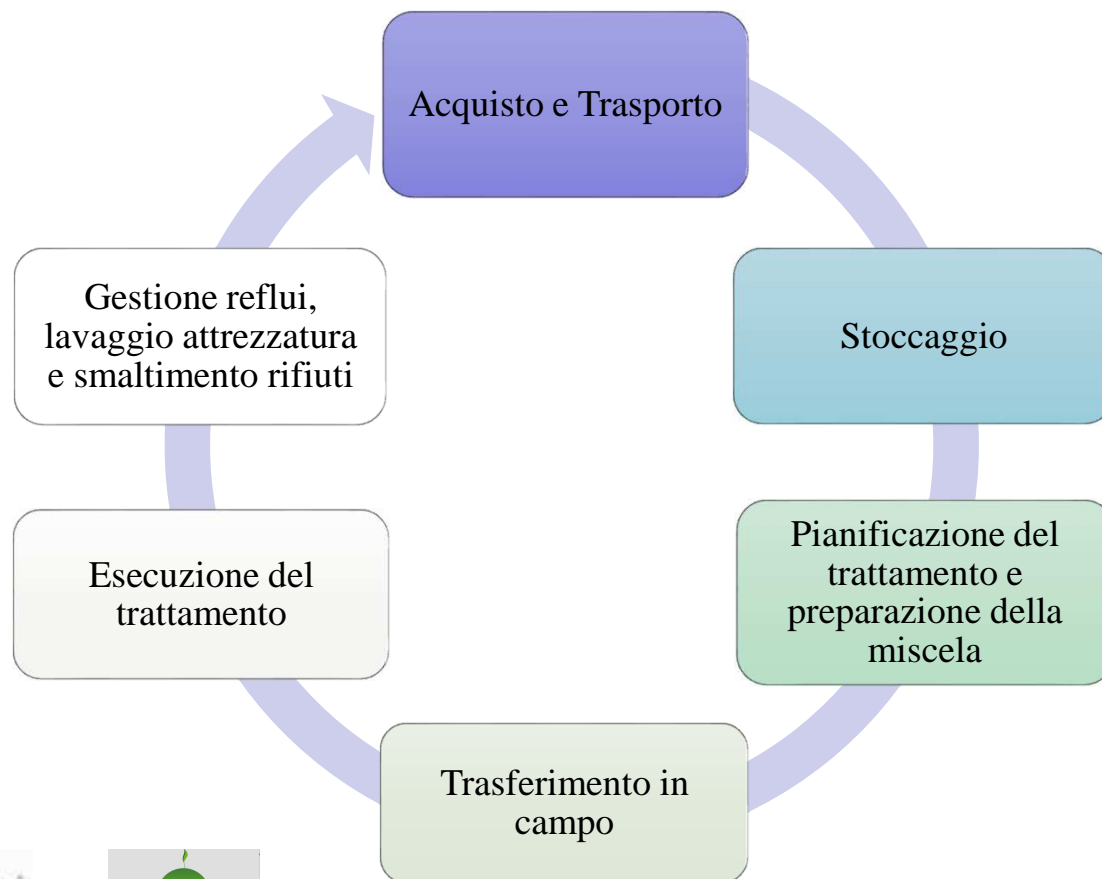 Acquisto e Trasporto
Stoccaggio
Pianificazione del
trattamento e
preparazione della
miscela
Trasferimento in
campo
Esecuzione del
trattamento
Gestione reflui,
lavaggio attrezzatura
e smaltimento rifiuti